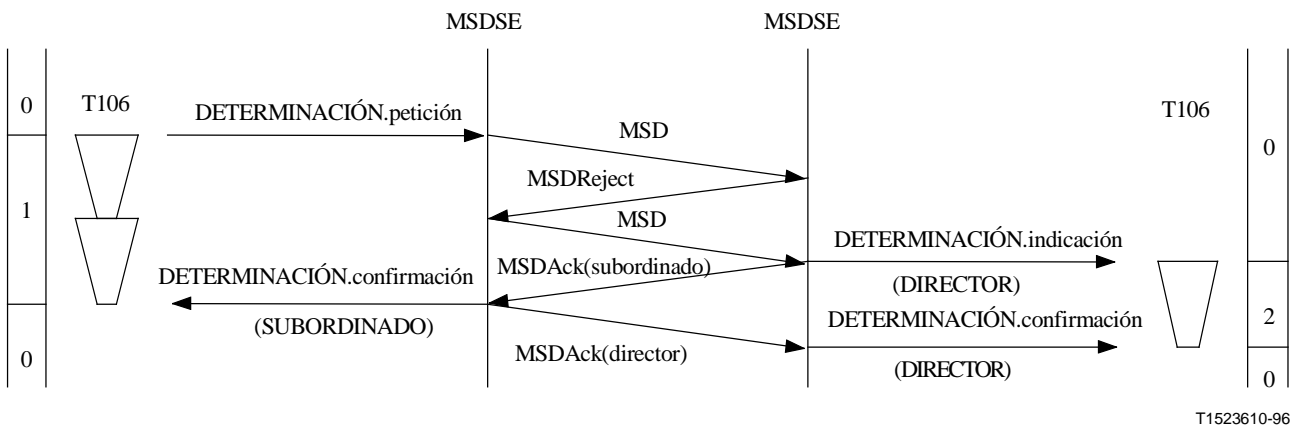 MSDSE
MSDSE
0
T106
T106
DETERMINACIÓN.petición
MSD
0
MSDReject
1
MSD
DETERMINACIÓN.indicación
DETERMINACIÓN.confirmación
MSDAck(subordinado)
(DIRECTOR)
(SUBORDINADO)
DETERMINACIÓN.confirmación
2
0
MSDAck(director)
(DIRECTOR)
0
T1523610-96